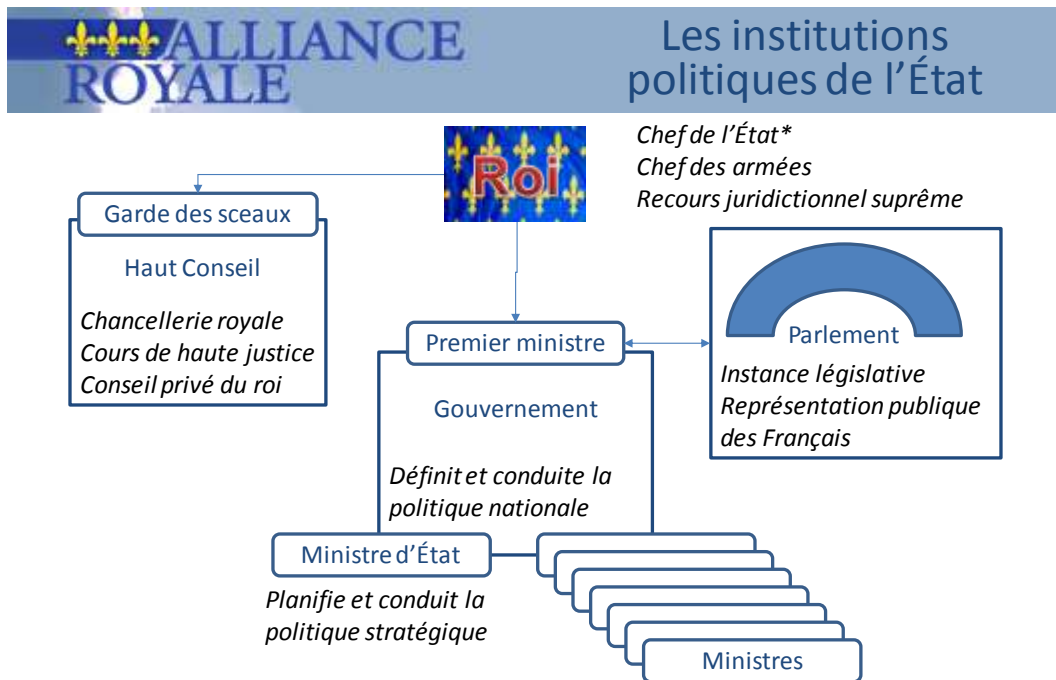 ALLIANCE
ROYALE
Les institutions
politiques de l'État
Roi
Chef de l'État*
Chef des armées
Recours juridictionnel suprême
Garde des sceaux
Haut Conseil
Chancellerie royale
Cours de haute justice
Conseil privé du roi
Premier ministre
Gouvernement
Définit et conduite la
politique nationale
Parlement
Instance législative
Représentation publique
des Français
Ministre d'État
Planifie et conduit la
politique stratégique
Ministres